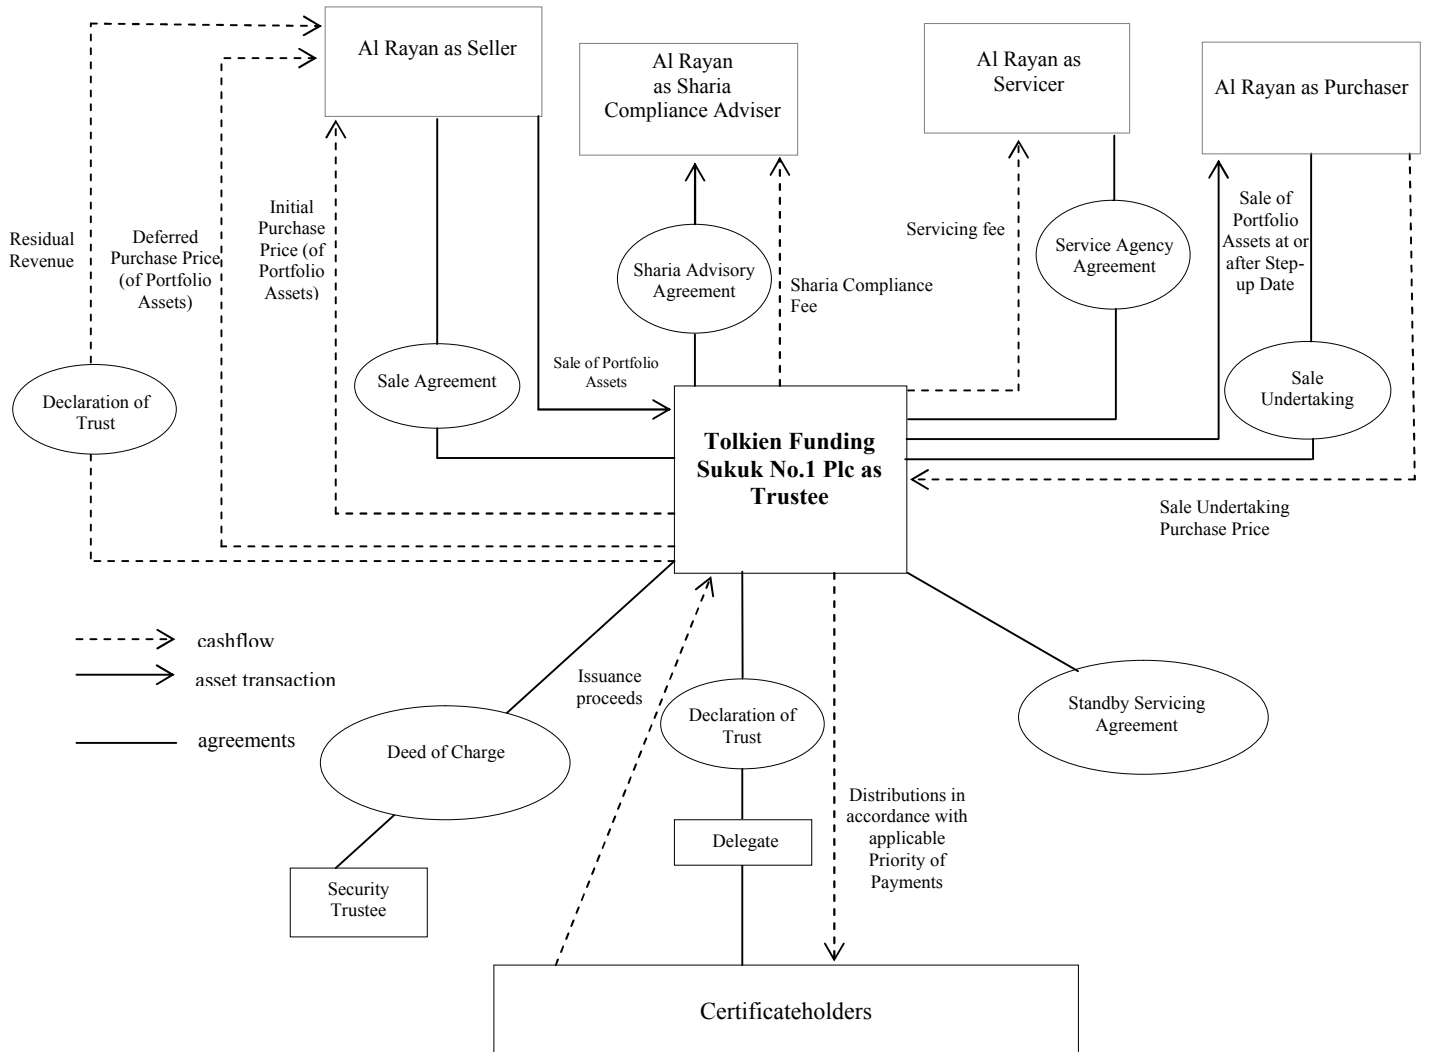 Al Rayan as Seller
Al Rayan
as Sharia
Compliance Adviser
Al Rayan as
Servicer
Al Rayan as Purchaser
Residual
Revenue
Deferred
Purchase Price
(of Portfolio
Assets)
Initial
Purchase
Price (of
Portfolio
Assets)
Servicing fee
Sale of
Portfolio
Assets at or
after Step-
up Date
Sharia Advisory
Agreement
Sharia Compliance
Fee
Service Agency
Agreement
Declaration of
Trust
Sale Agreement
Sale of Portfolio
Assets
Sale
Undertaking
Tolkien Funding
Sukuk No.1 Plc as
Trustee
Sale Undertaking
Purchase Price
cashflow
asset transaction
agreements
Issuance
proceeds
Declaration of
Trust
Standby Servicing
Agreement
Deed of Charge
Distributions in
accordance with
applicable
Priority of
Payments
Delegate
Security
Trustee
Certificateholders